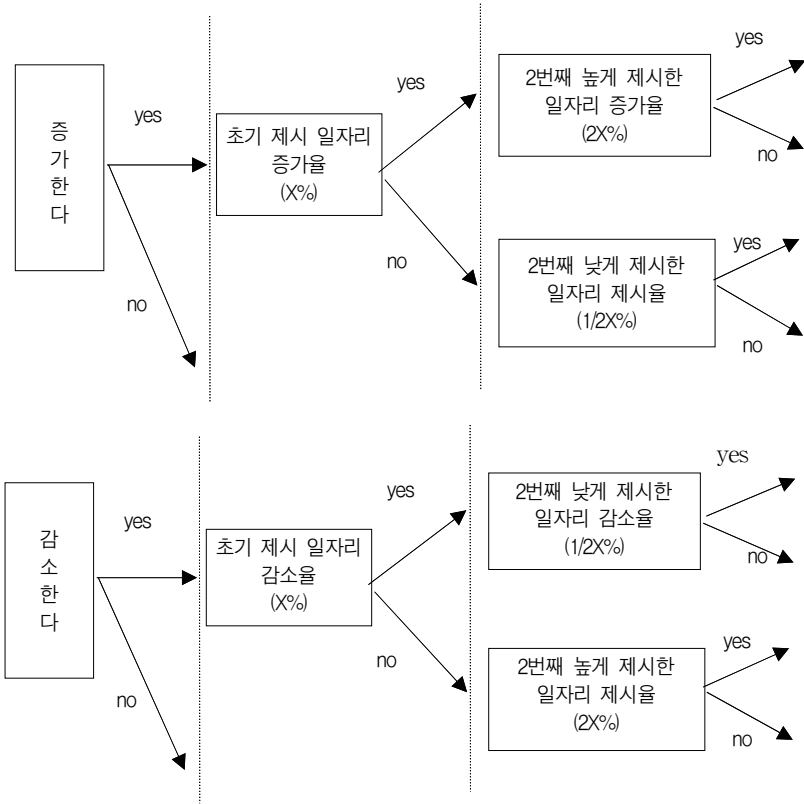 증
가
한
다
yes
no
초기 제시 일자리
증가율
(X%)
yes
no
2번째 높게 제시한
일자리 증가율
(2X%)
yes
no
2번째 낮게 제시한
일자리 제시율
(1/2X%)
yes
no
감
소
한
다
yes
no
초기 제시 일자리
감소율
(X%)
yes
no
2번째 낮게 제시한
일자리 감소율
(1/2X%)
yes
no
2번째 높게 제시한
일자리 제시율
(2X%)
yes
no